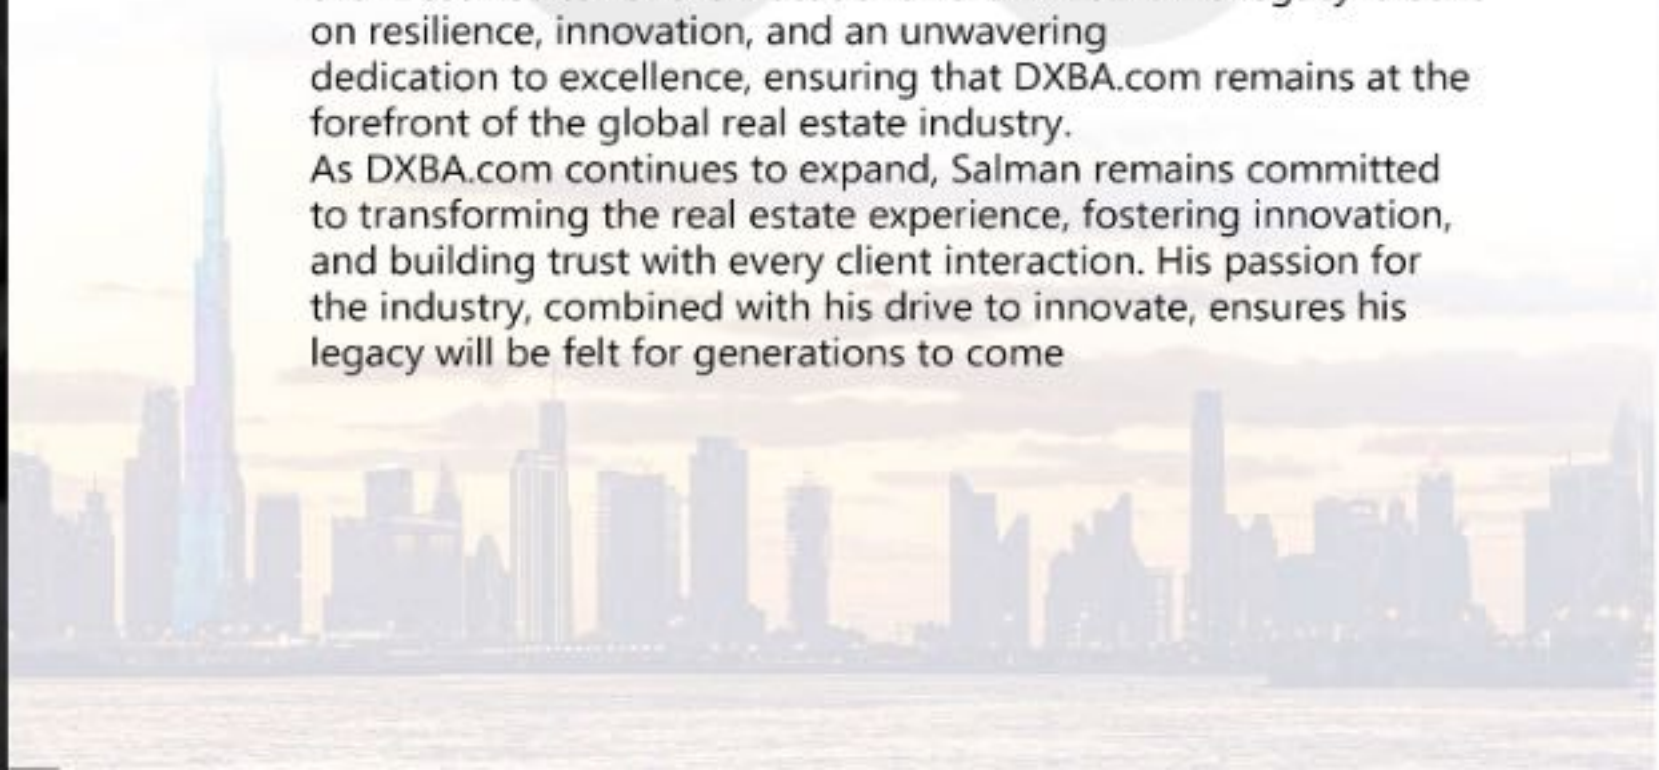 on resilience, innovation, and an unwavering
dedication to excellence, ensuring that DXBA.com remains at the
forefront of the global real estate industry.
As DXBA.com continues to expand, Salman remains committed
to transforming the real estate experience, fostering innovation,
and building trust with every client interaction. His passion for
the industry, combined with his drive to innovate, ensures his
legacy will be felt for generations to come